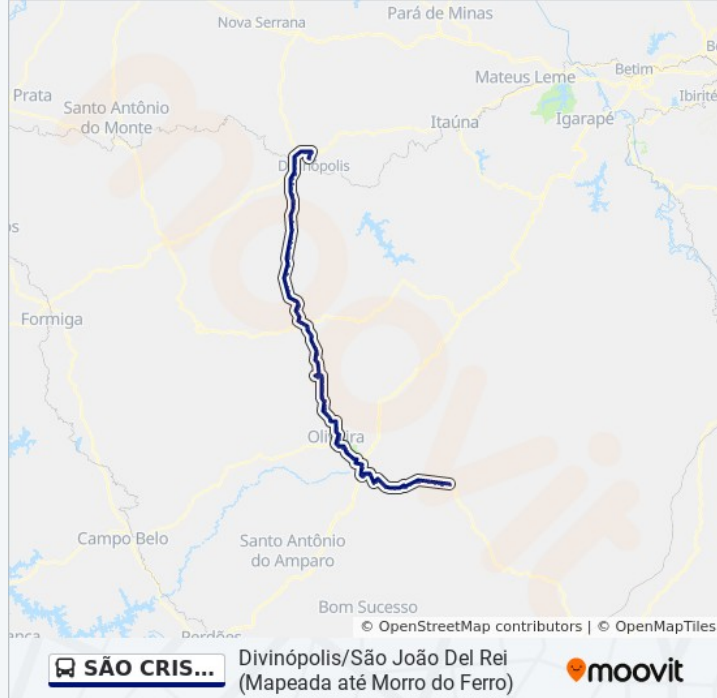 Nova Serrana
Pará de Minas
Mateus Leme
Betim
Prata
Santo Antônio
do Monte
Ibirité
Igarapé
Itaúna
Formiga
Campo Belo
Santo Antônio
do Amparo
Bom Sucesso
Perdões
© OpenStreetMap contributors | © OpenMapTiles
SÃO CRIS...
Divinópolis/São João Del Rei
(Mapeada até Morro do Ferro)
moovit